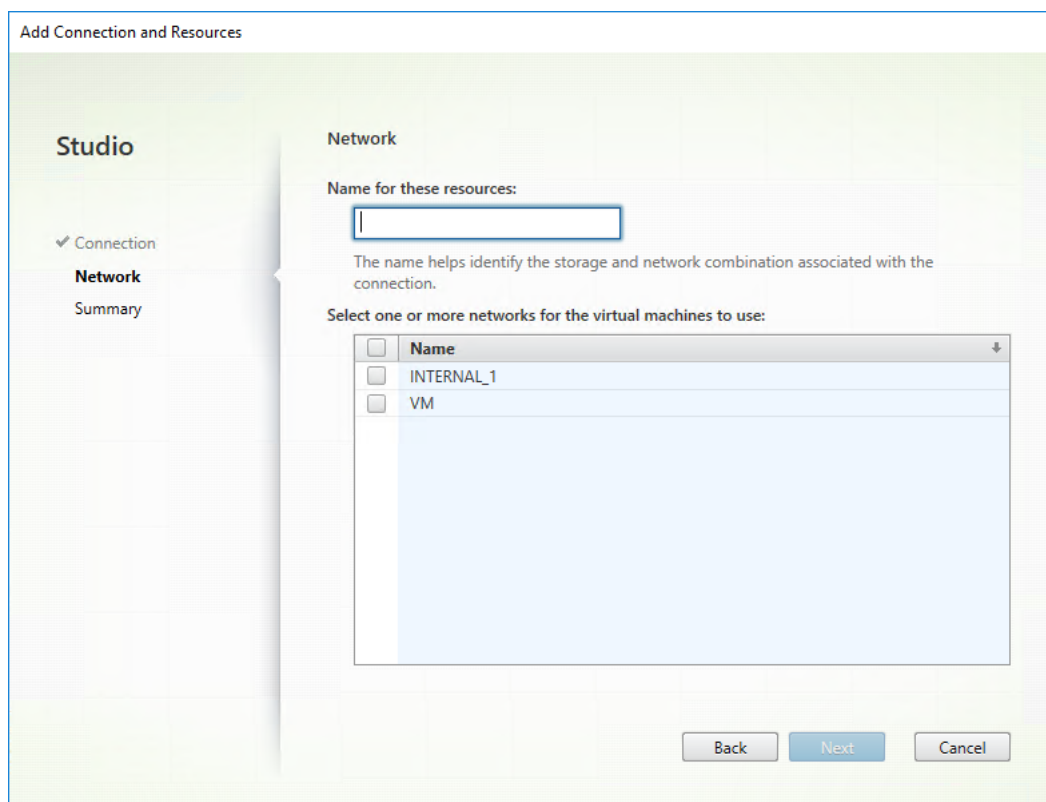 Add Connection and Resources
Studio
Connection
Network
Summary
Network
Name for these resources:
The name helps identify the storage and network combination associated with the
connection.
Select one or more networks for the virtual machines to use:
Name
INTERNAL_1
VM
Back Next Cancel